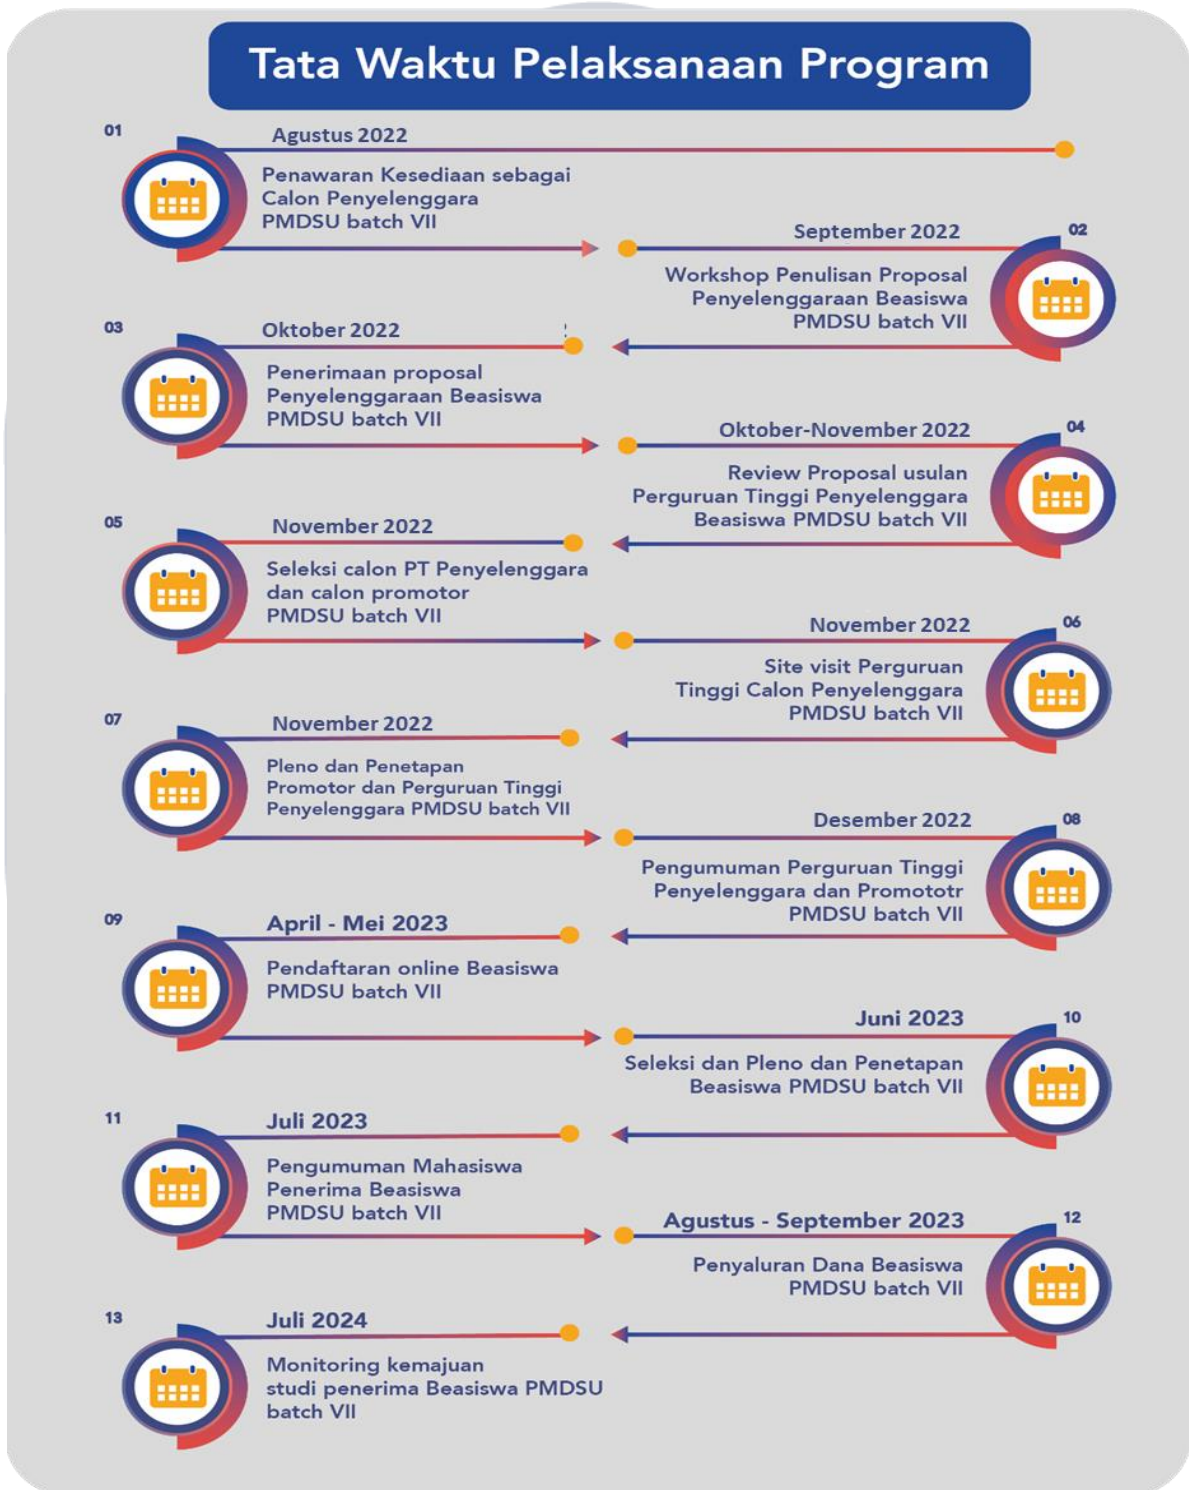 Tata Waktu Pelaksanaan Program
01
Agustus 2022
Penawaran Kesediaan sebagai
Calon Penyelenggara
PMDSU batch VII
02
September 2022
Workshop Penulisan Proposal
Penyelenggaraan Beasiswa
PMDSU batch VII
03
Oktober 2022
Penerimaan proposal
Penyelenggaraan Beasiswa
PMDSU batch VII
04
Oktober-November 2022
Review Proposal usulan
Perguruan Tinggi Penyelenggara
Beasiswa PMDSU batch VII
05
November 2022
Seleksi calon PT Penyelenggara
dan calon promotor
PMDSU batch VII
06
November 2022
Site visit Perguruan
Tinggi Calon Penyelenggara
PMDSU batch VII
07
November 2022
Pleno dan Penetapan
Promotor dan Perguruan Tinggi
Penyelenggara PMDSU batch VII
08
Desember 2022
Pengumuman Perguruan Tinggi
Penyelenggara dan Promototr
PMDSU batch VII
09
April - Mei 2023
Pendaftaran online Beasiswa
PMDSU batch VII
10
Juni 2023
Seleksi dan Pleno dan Penetapan
Beasiswa PMDSU batch VII
11
Juli 2023
Pengumuman Mahasiswa
Penerima Beasiswa
PMDSU batch VII
12
Agustus - September 2023
Penyaluran Dana Beasiswa
PMDSU batch VII
13
Juli 2024
Monitoring kemajuan
studi penerima Beasiswa PMDSU
batch VII